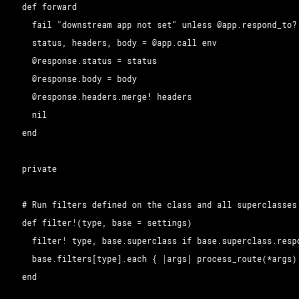 def forward
fail "downstream app not set" unless @app.respond_to?
status, headers, body = @app.call env
@response.status = status
@response.body = body
@response.headers.merge! headers
nil
end
private
# Run filters defined on the class and all superclasses
def filter!(type, base = settings)
filter! type, base.superclass if base.superclass.respo
base.filters[type].each { |args| process_route(*args)
end